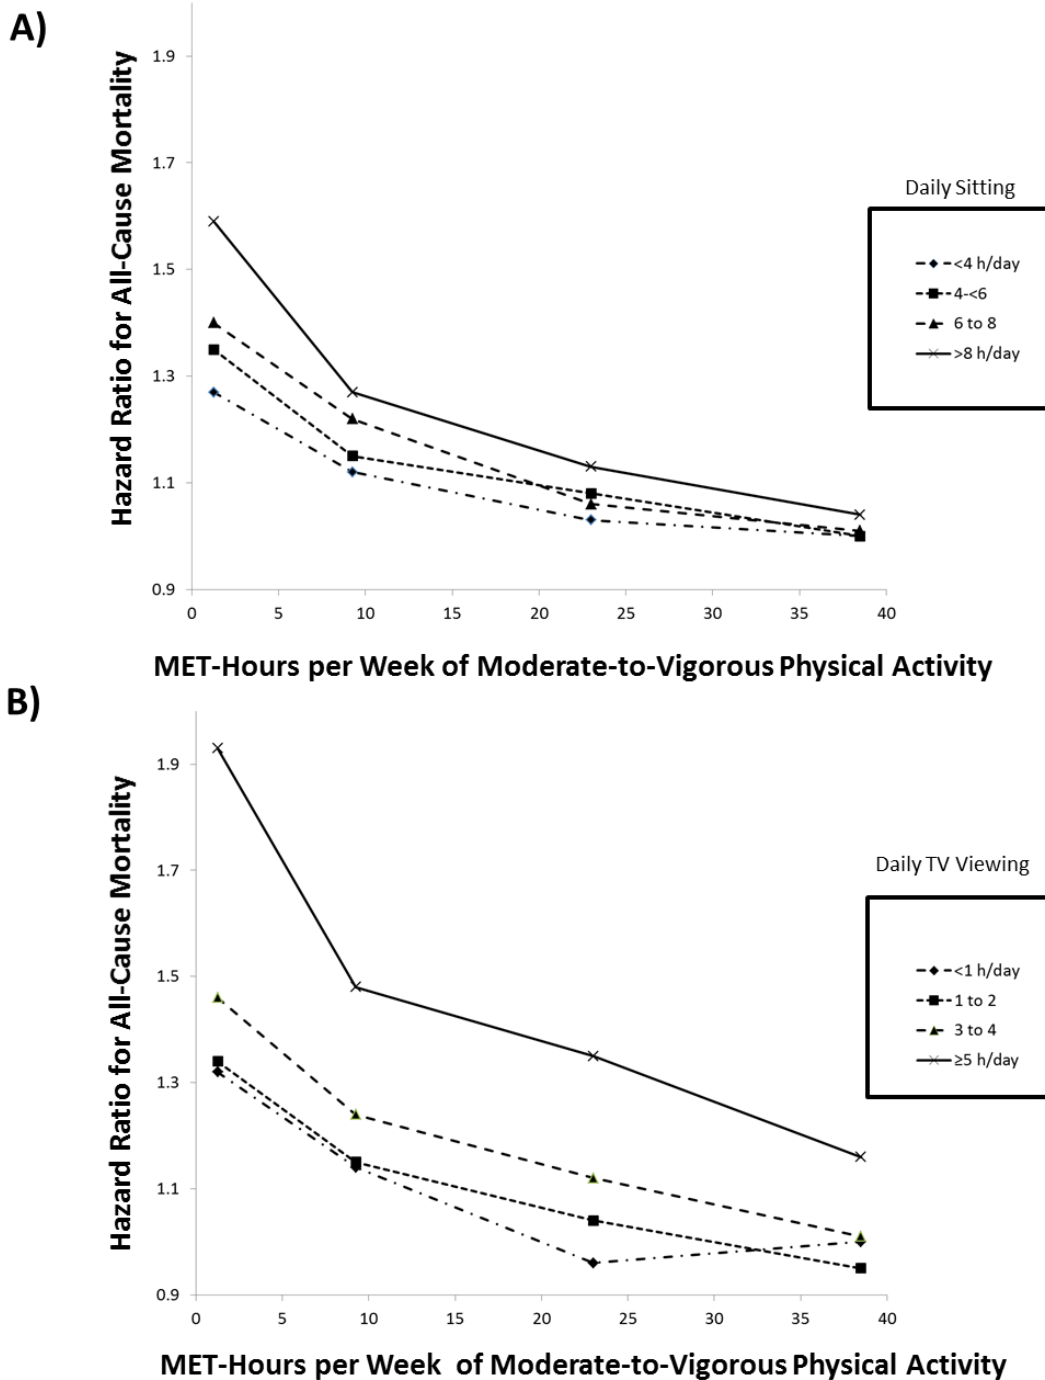 A)
Hazard Ratio for All-Cause Mortality
1.9
1.7
1.5
1.3
1.1
0.9
0 5 10 15 20 25 30 35 40
MET-Hours per Week of Moderate-to-Vigorous Physical Activity
Daily Sitting
<4 h/day
4-<6
6 to 8
>8 h/day
B)
Hazard Ratio for All-Cause Mortality
1.9
1.7
1.5
1.3
1.1
0.9
0 5 10 15 20 25 30 35 40
MET-Hours per Week of Moderate-to-Vigorous Physical Activity
Daily TV Viewing
<1 h/day
1 to 2
3 to 4
≥5 h/day